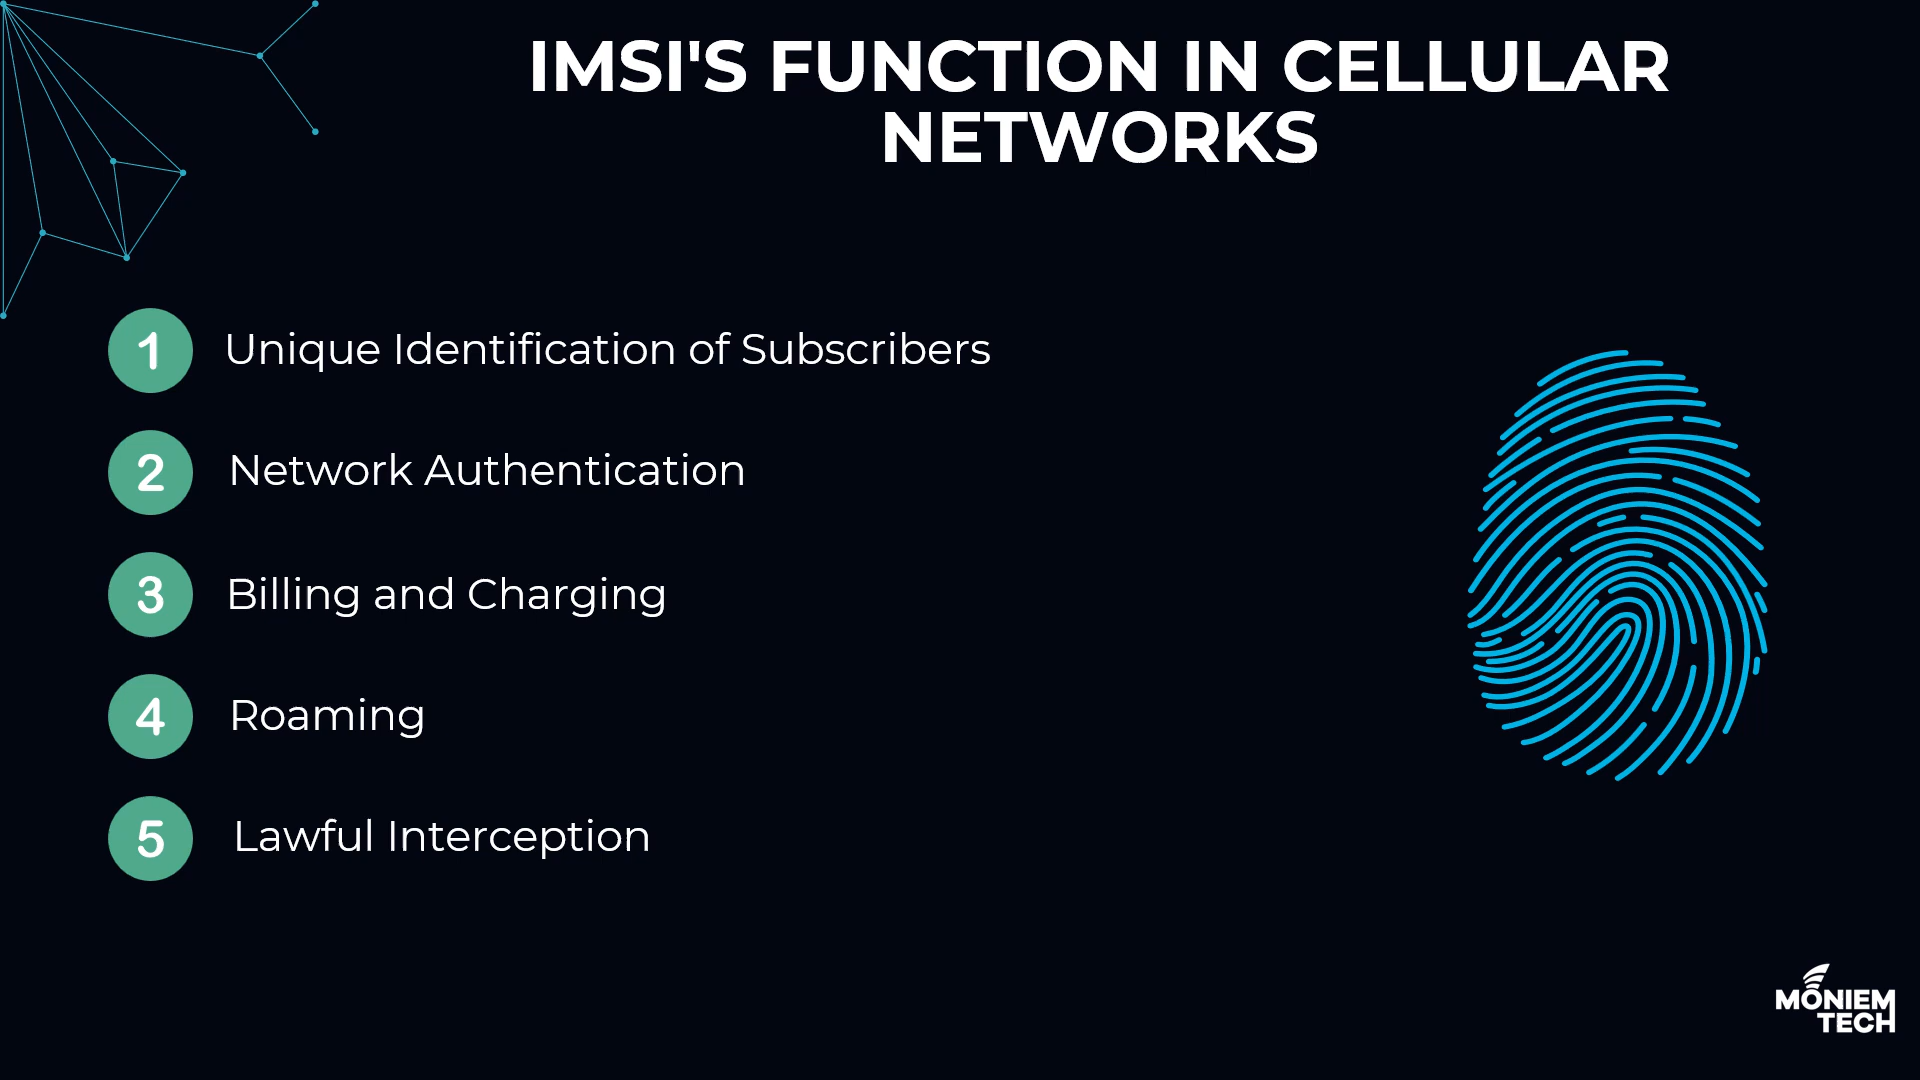 IMSI'S FUNCTION IN CELLULAR
NETWORKS
1 Unique Identification of Subscribers
2 Network Authentication
3 Billing and Charging
4 Roaming
5 Lawful Interception
MONIEM
TECH